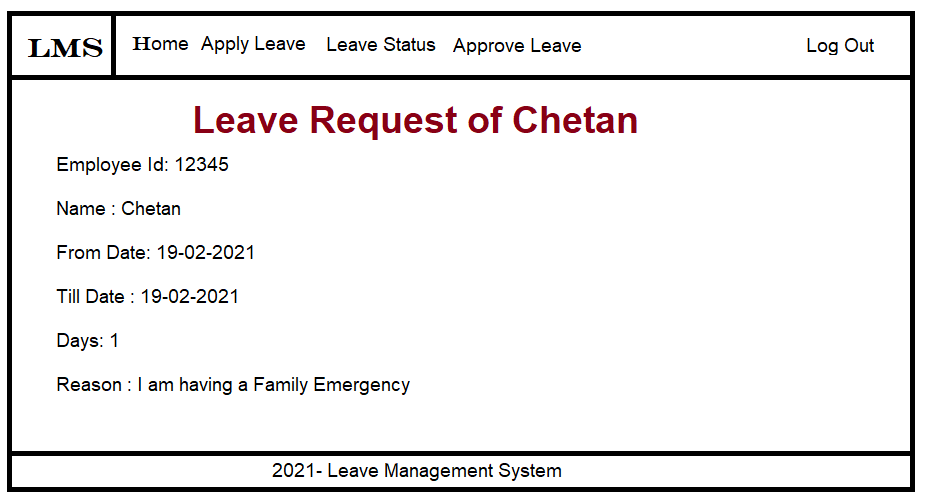 LMS Home Apply Leave Leave Status Approve Leave Log Out
Leave Request of Chetan
Employee Id: 12345
Name : Chetan
From Date: 19-02-2021
Till Date : 19-02-2021
Days: 1
Reason : I am having a Family Emergency
2021- Leave Management System